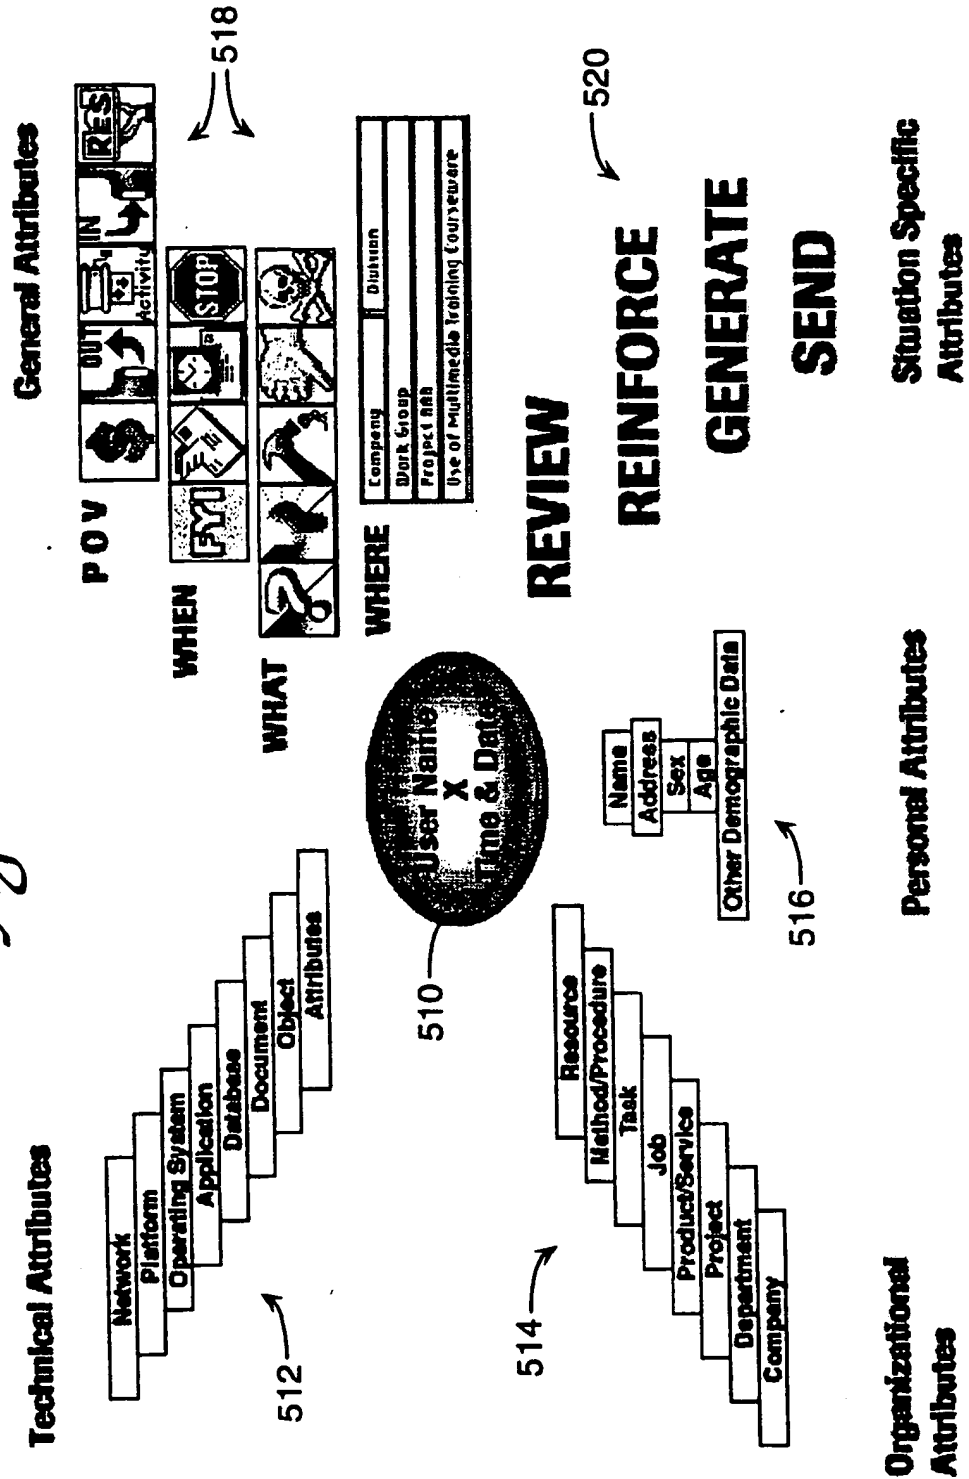 Technical Attributes
Network
Platform
Operating System
Application
Database
Document
Object
Attributes
512
General Attributes
P O V
OUT
Activity
IN
RES
WHEN
FYI
STOP
WHAT
518
WHERE
Company
Division
Work Group
Project
Use of Multimedia Training Courseware
510
User Name
X
Time & Date
Resource
Method/Procedure
Task
Job
Product/Service
Project
Department
Company
514
Organizational
Attributes
Name
Address
Sex
Age
Other Demographic Data
516
Personal Attributes
REVIEW
REINFORCE
GENERATE
SEND
520
Situation Specific
Attributes